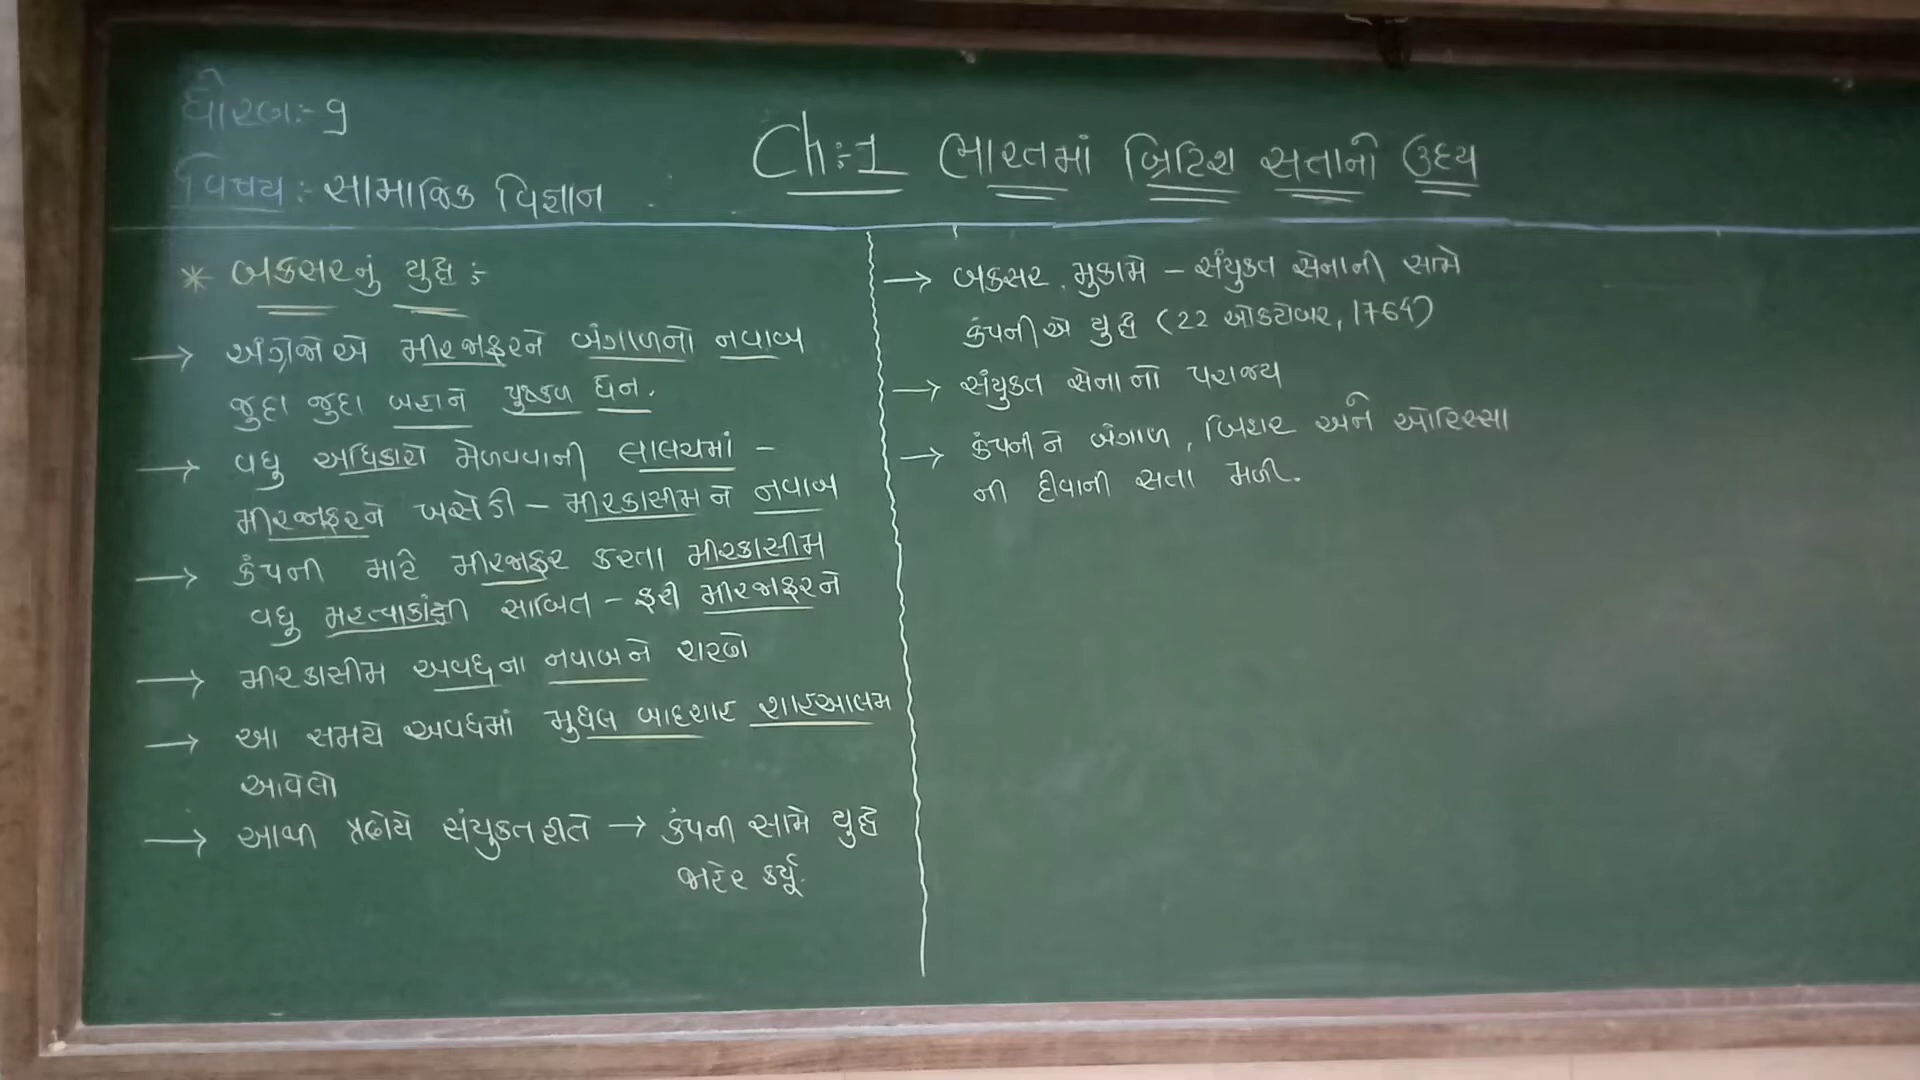 ધોરણ:- 9
વિષય :- સામાજિક વિજ્ઞાન
Ch:-1 ભારતમાં બ્રિટિશ સત્તાનો ઉદય
* બક્સરનું યુદ્ધ :-
→ અંગ્રેજોએ મીરજાફરને બંગાળનો નવાબ
જુદા જુદા બહાને પુષ્કળ ધન.
→ વધુ અધિકારો મેળવવાની લાલચમાં -
મીરજાફરને ખસેડી - મીરકાસીમને નવાબ
→ કંપની માટે મીરજાફર કરતા મીરકાસીમ
વધુ મહત્વાકાંક્ષી સાબિત - ફરી મીરજાફરને
→ મીરકાસીમ અવધના નવાબને શરણે
→ આ સમયે અવધમાં મુઘલ બાદશાહ શાહઆલમ
આવેલો
→ આથી ત્રણેયે સંયુક્ત રીતે → કંપની સામે યુદ્ધ
જાહેર કર્યૂ.
→ બક્સર મુકામે - સંયુક્ત સેનાની સામે
કંપનીએ યુદ્ધ (22 ઓક્ટોબર, 1764)
→ સંયુક્ત સેનાનો પરાજય
→ કંપનીને બંગાળ, બિહાર અને ઓરિસ્સા
ની દીવાની સતા મળી.